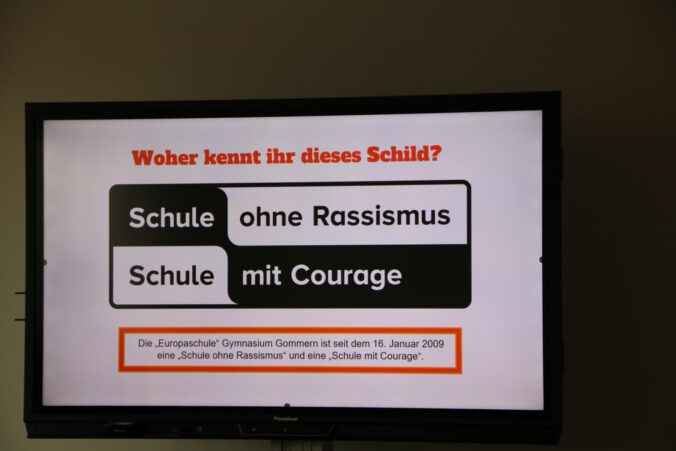 Woher kennt ihr dieses Schild?
Schule ohne Rassismus
Schule mit Courage
Die „Europaschule“ Gymnasium Gommern ist seit dem 16. Januar 2009
eine „Schule ohne Rassismus“ und eine „Schule mit Courage“.
Promethean